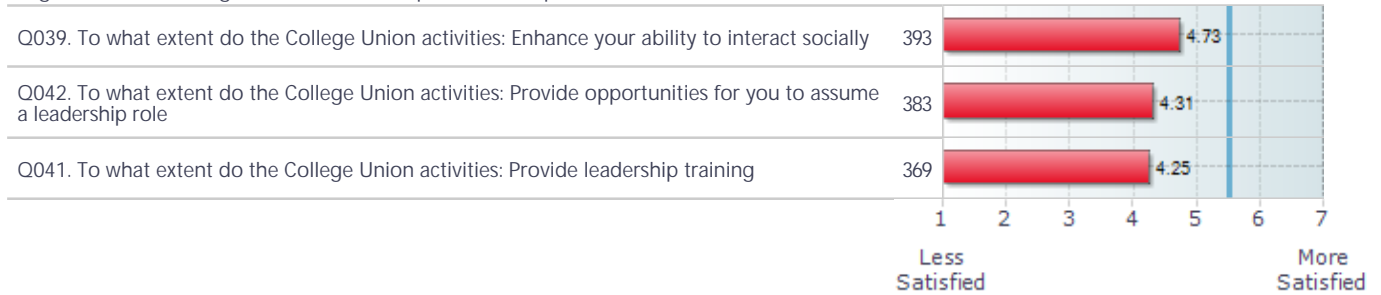 Q039. To what extent do the College Union activities: Enhance your ability to interact socially 393 4.73
Q042. To what extent do the College Union activities: Provide opportunities for you to assume
a leadership role 383 4.31
Q041. To what extent do the College Union activities: Provide leadership training 369 4.25
1 2 3 4 5 6 7
Less
Satisfied
More
Satisfied